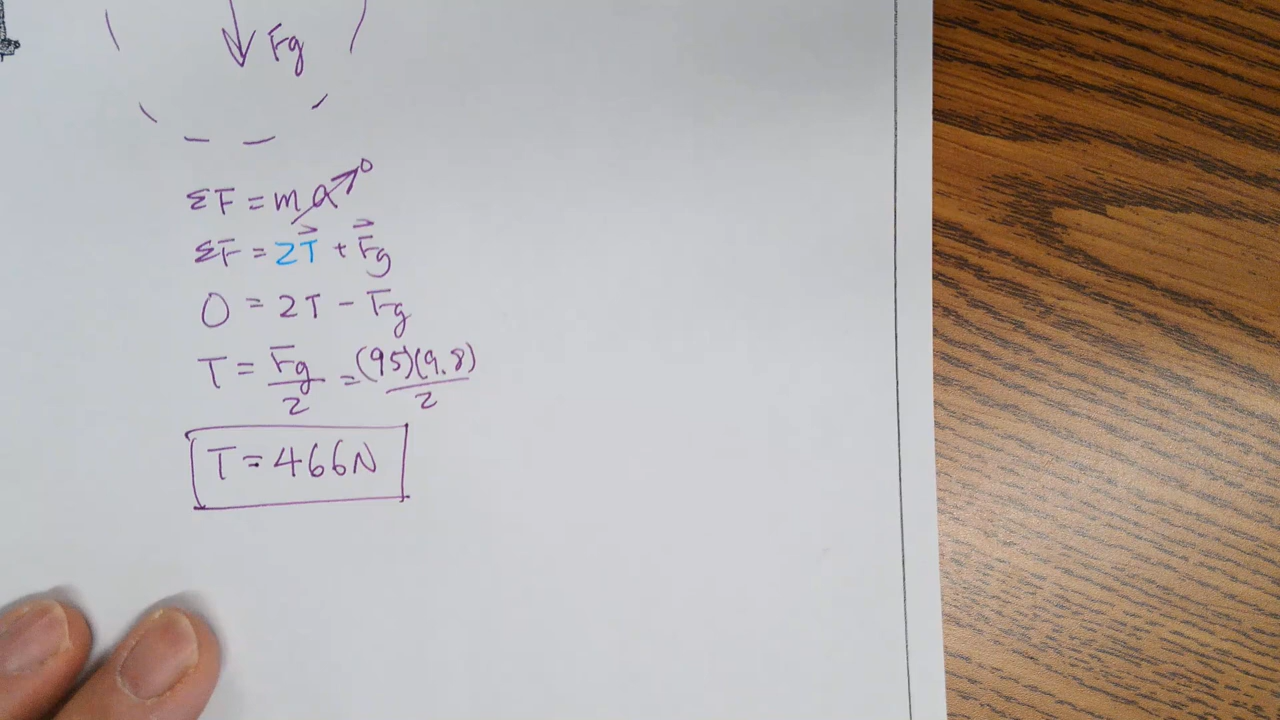 Fg
ΣF = ma→0
ΣF = 2T⃗ + F⃗g
0 = 2T - Fg
T = Fg/2 = (95)(9.8)/2
T = 466N